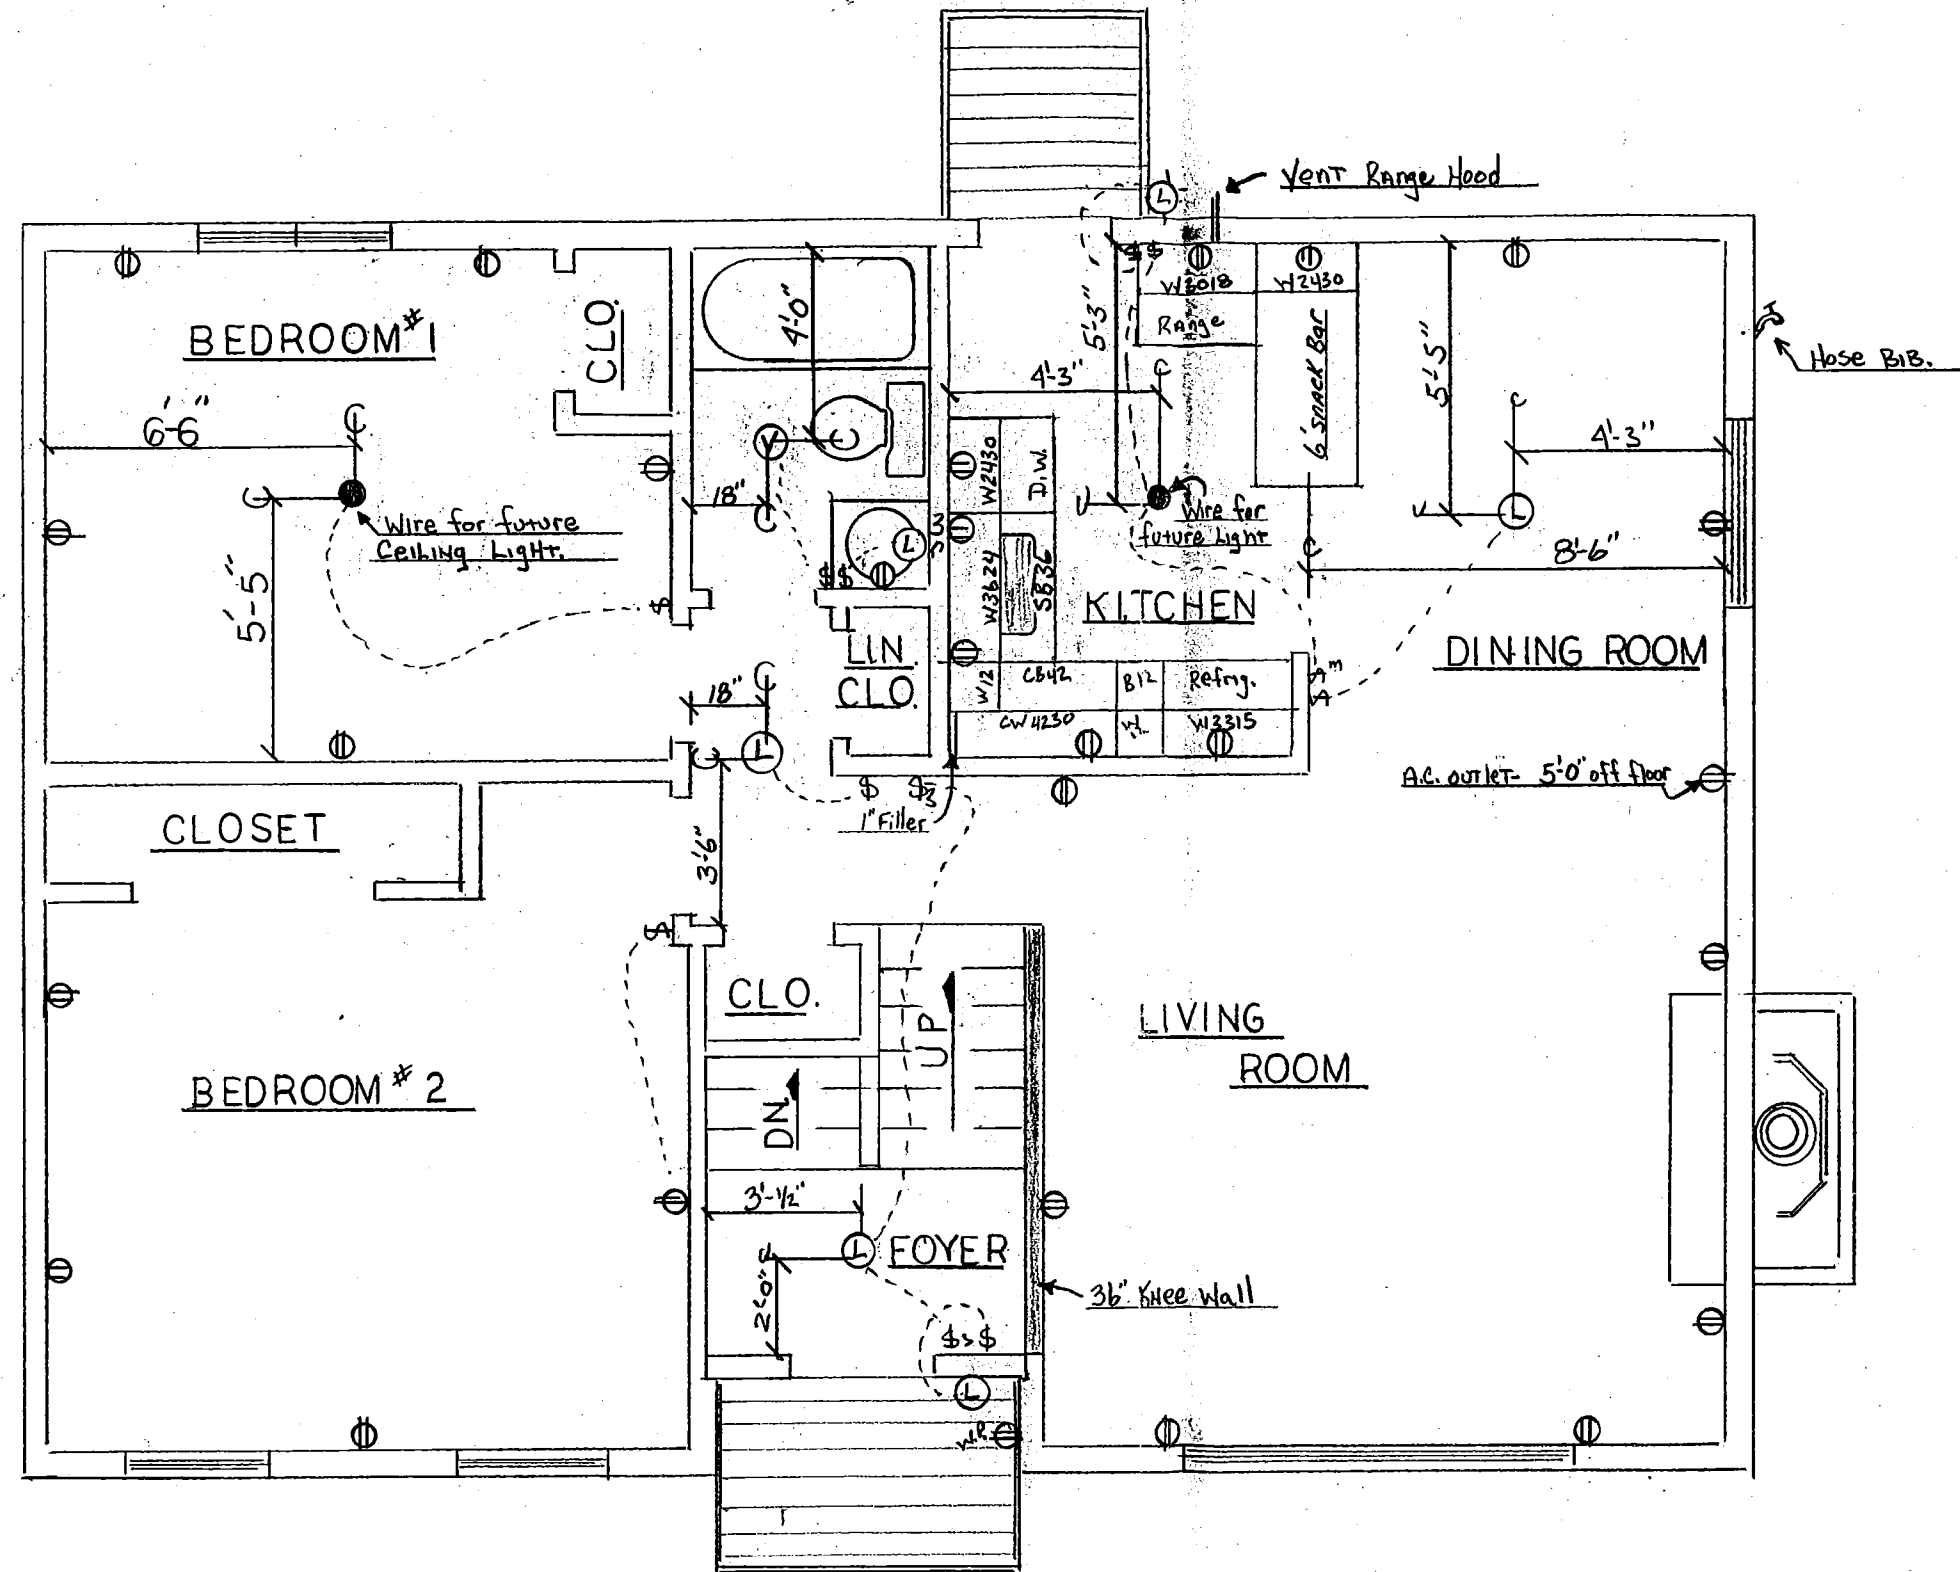 Vent Range Hood
L
$ $
W3018
W2430
BEDROOM #1
CLO.
4'-0"
5'-3"
Range
6' Snack Bar
5'-5"
Hose BIB.
4'-3"
6'-6"
V
W2430
D.W.
4'-3"
18"
Wire for future
Ceiling Light.
L
3
S
Wire for
future Light
L
8'-6"
$ $
W3624
SB36
5'-5"
$
KITCHEN
LIN.
CLO.
DINING ROOM
18"
W12
CB42
B12
Refrig.
M
CW4230
W12
W3315
L
$ $3
1" Filler
A.C. outlet- 5'-0" off floor
CLOSET
3'-6"
$
CLO.
UP
LIVING
ROOM
BEDROOM #2
DN.
3'-1/2"
L
FOYER
2'-0"
36" Knee Wall
$3 $
L
W.P.